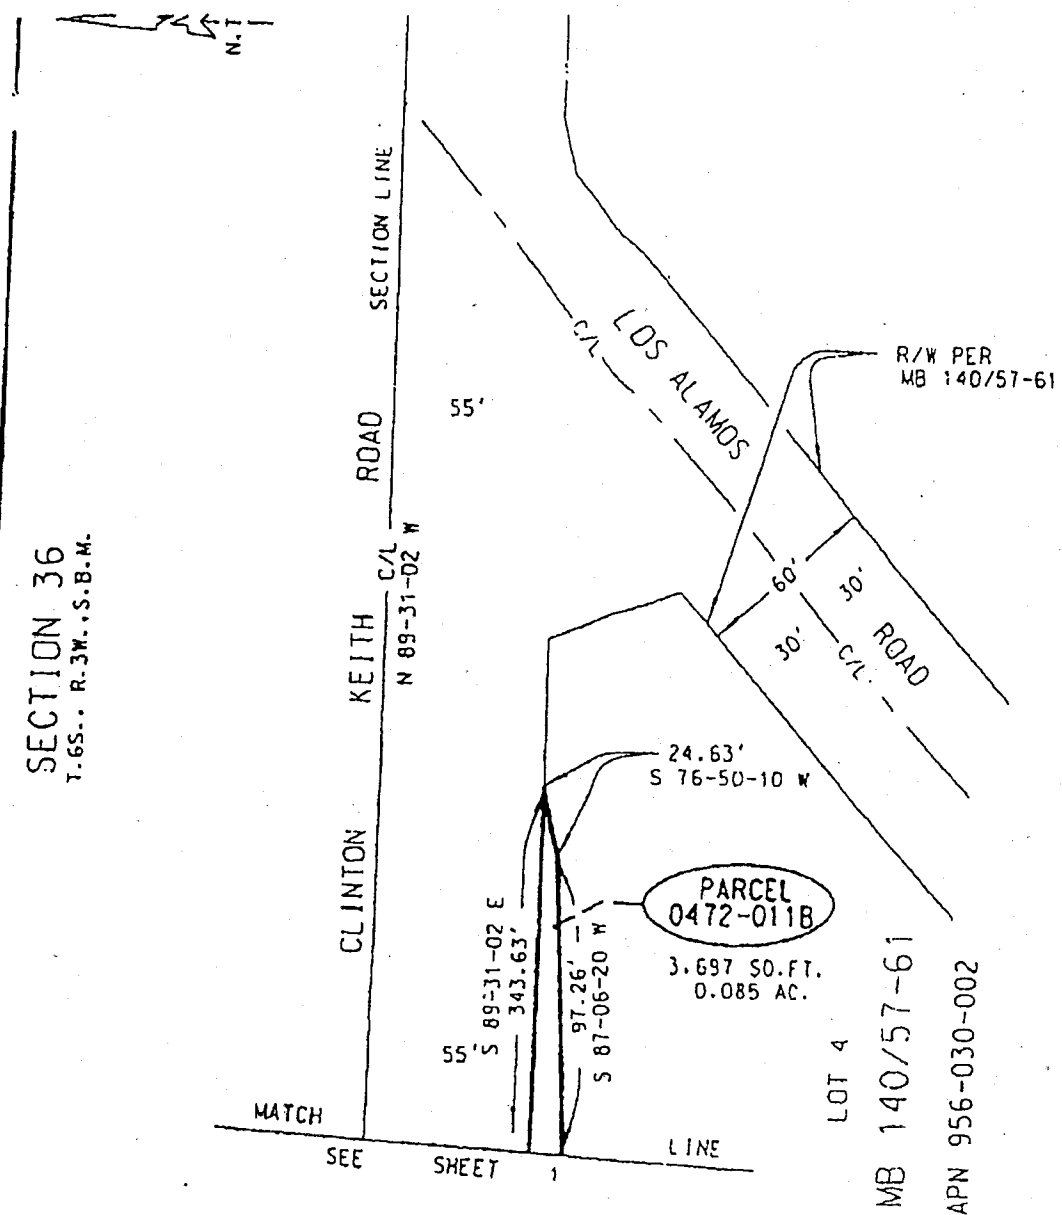 N.T
SECTION 36
T.6S.. R.3W..S.B.M.
CLINTON KEITH ROAD SECTION LINE
C/L
N 89-31-02 W
55'
C/L
LOS ALAMOS
ROAD
R/W PER
MB 140/57-61
60'
30'
30'
C/L
24.63'
S 76-50-10 W
PARCEL
0472-011B
3.697 SQ.FT.
0.085 AC.
S 89-31-02 E
343.63'
97.26'
S 87-06-20 W
55'
LOT 4
MB 140/57-61
APN 956-030-002
MATCH LINE
SEE SHEET 1